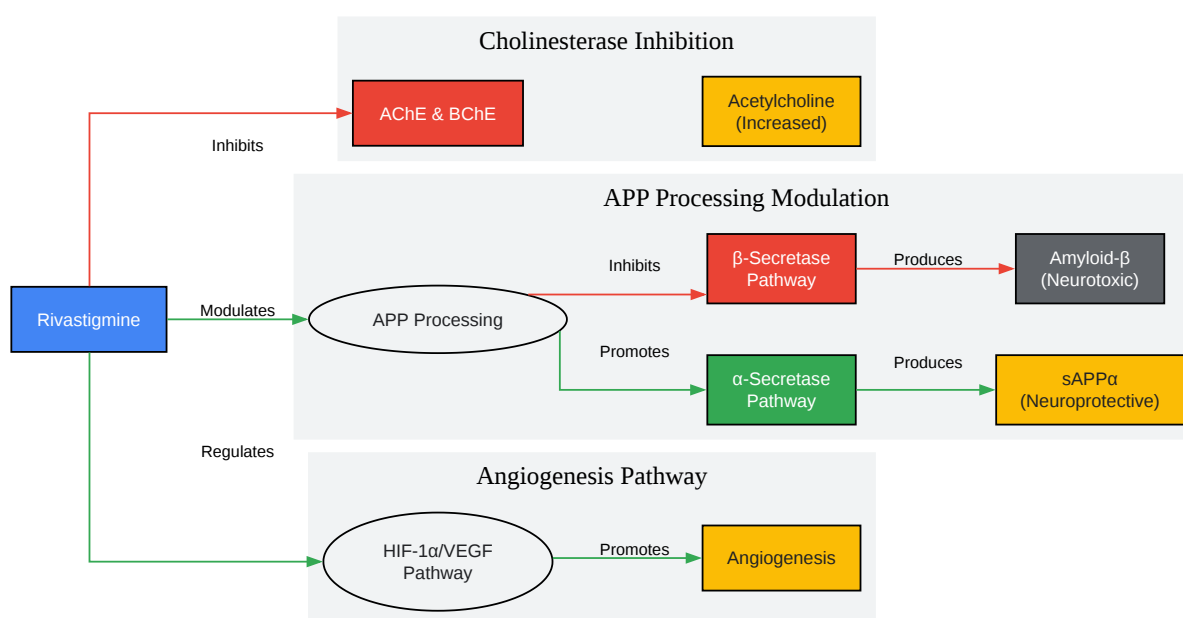 Cholinesterase Inhibition
AChE & BChE
Acetylcholine
(Increased)
Inhibits
APP Processing Modulation
β-Secretase
Pathway
Produces
Amyloid-β
(Neurotoxic)
Inhibits
Rivastigmine
Modulates
APP Processing
Promotes
α-Secretase
Pathway
Produces
sAPPα
(Neuroprotective)
Regulates
Angiogenesis Pathway
HIF-1α/VEGF
Pathway
Promotes
Angiogenesis